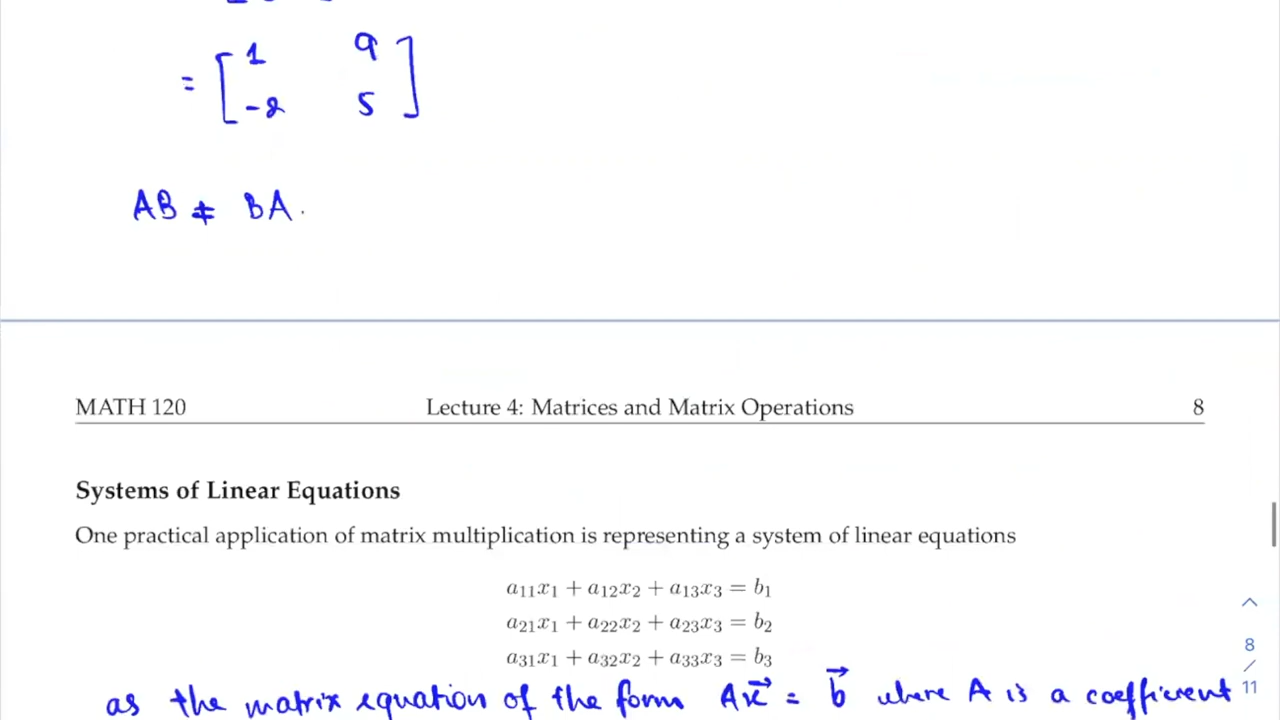 = [ 1 9
-2 5 ]
AB ≠ BA.
MATH 120 Lecture 4: Matrices and Matrix Operations 8
Systems of Linear Equations
One practical application of matrix multiplication is representing a system of linear equations
a₁₁x₁ + a₁₂x₂ + a₁₃x₃ = b₁
a₂₁x₁ + a₂₂x₂ + a₂₃x₃ = b₂
a₃₁x₁ + a₃₂x₂ + a₃₃x₃ = b₃
as the matrix equation of the form Ax⃗ = b⃗ where A is a coefficient
8
/
11